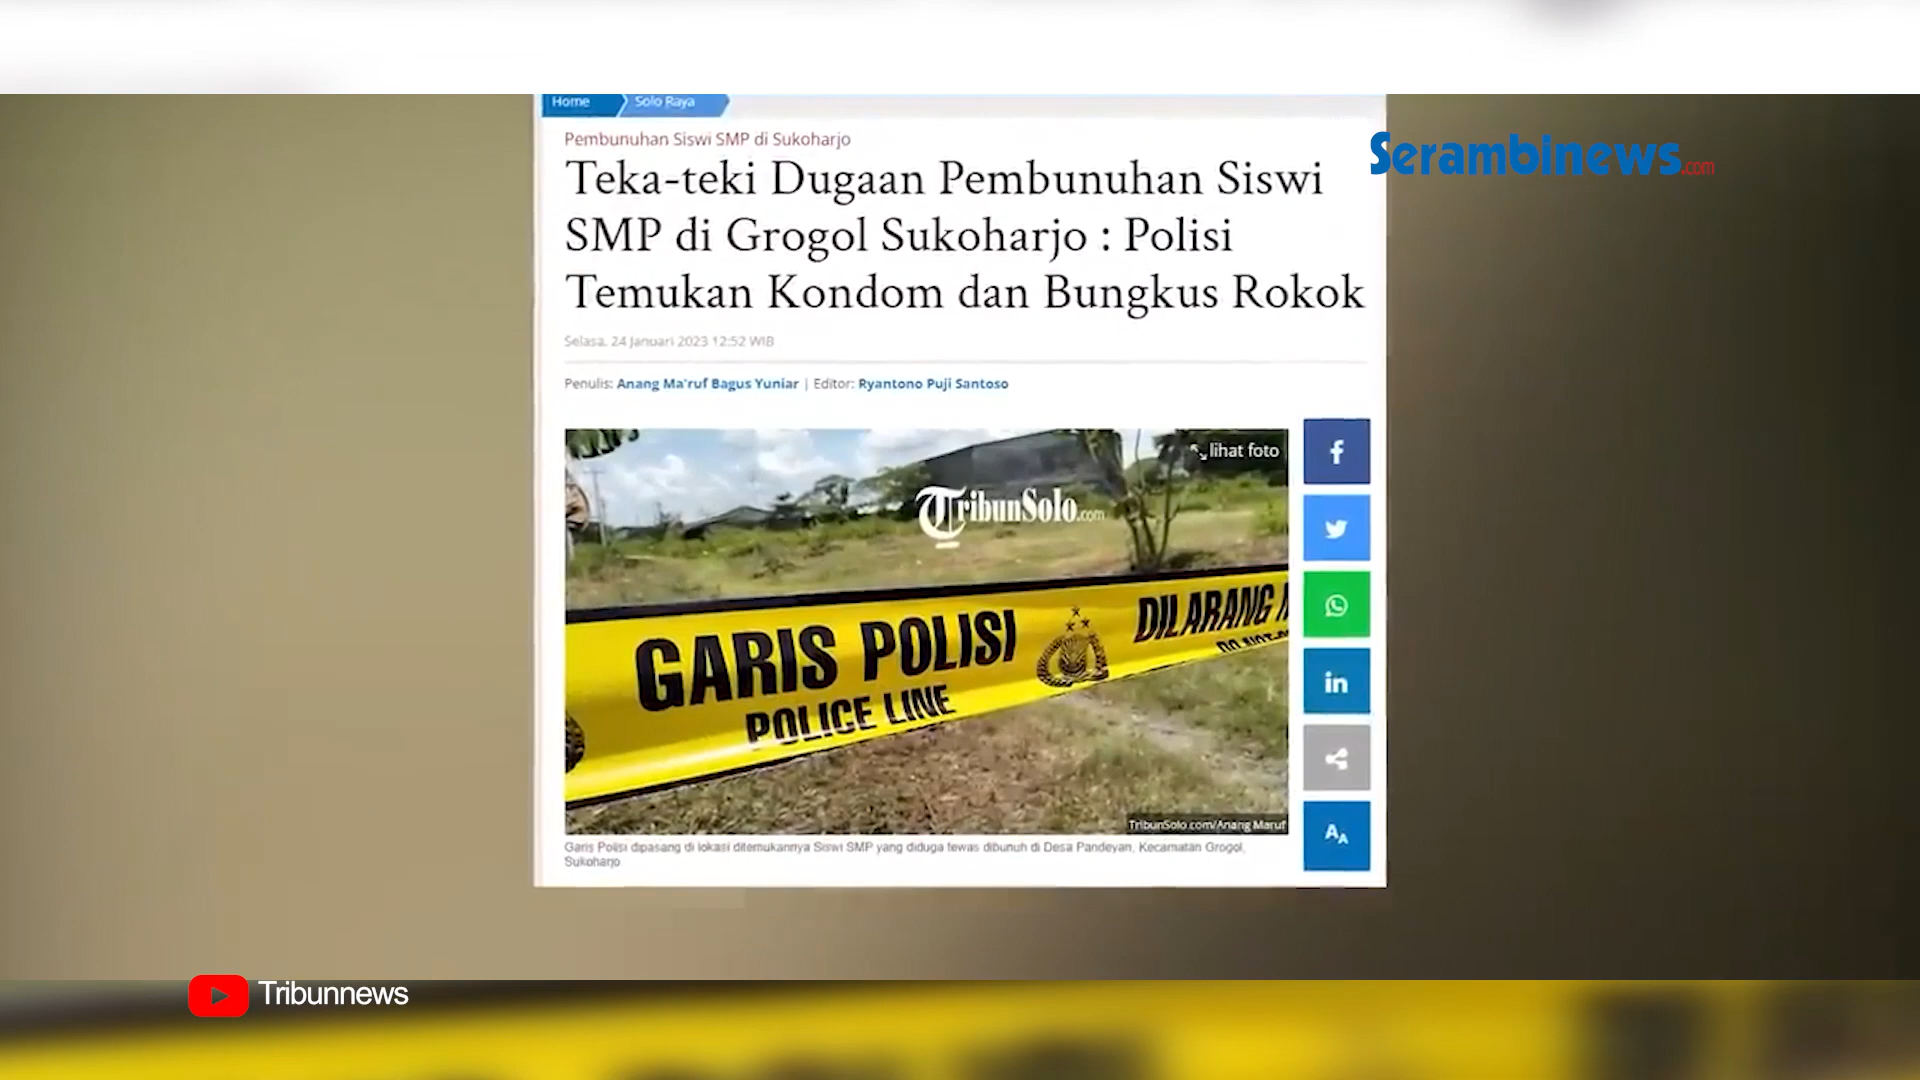 Home
Solo Raya
Serambinews.com
Pembunuhan Siswi SMP di Sukoharjo
Teka-teki Dugaan Pembunuhan Siswi
SMP di Grogol Sukoharjo : Polisi
Temukan Kondom dan Bungkus Rokok
Selasa, 24 Januari 2023 12:52 WIB
Penulis: Anang Ma'ruf Bagus Yuniar | Editor: Ryantono Puji Santoso
lihat foto
TribunSolo.com
GARIS POLISI
POLICE LINE
DILARANG
TribunSolo.com/Anang Maruf
Garis Polisi dipasang di lokasi ditemukannya Siswi SMP yang diduga tewas dibunuh di Desa Pandeyan, Kecamatan Grogol,
Sukoharjo
Tribunnews